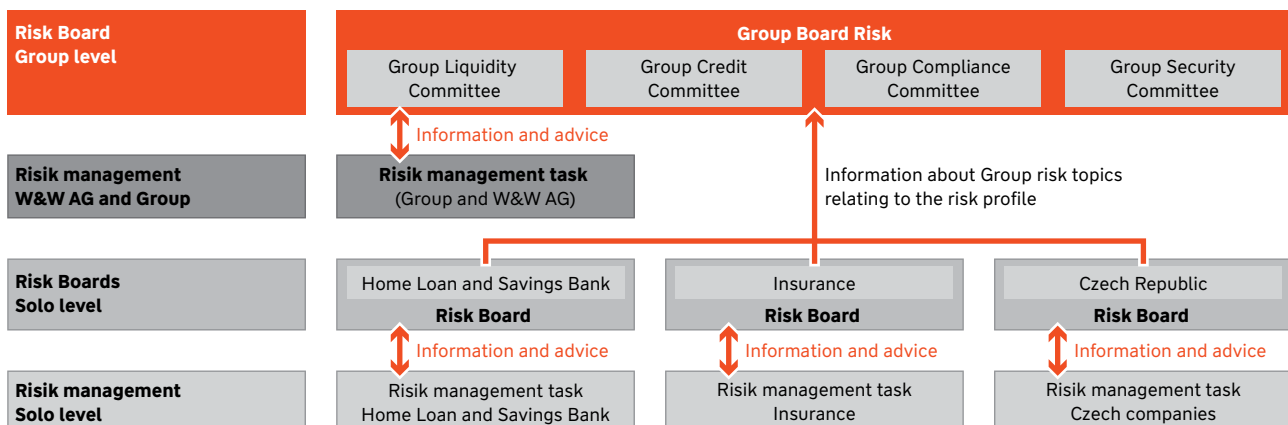 Risk Board
Group level
Group Board Risk
Group Liquidity
Committee
Group Credit
Committee
Group Compliance
Committee
Group Security
Committee
Information and advice
Risik management
W&W AG and Group
Risik management task
(Group and W&W AG)
Information about Group risk topics
relating to the risk profile
Risk Boards
Solo level
Home Loan and Savings Bank
Risk Board
Insurance
Risk Board
Czech Republic
Risk Board
Information and advice
Information and advice
Information and advice
Risik management
Solo level
Risik management task
Home Loan and Savings Bank
Risik management task
Insurance
Risik management task
Czech companies